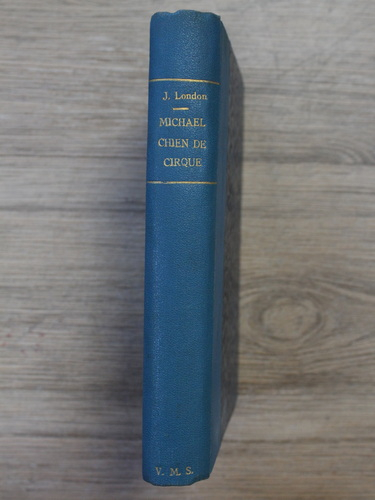 J. London
MICHAEL
CHIEN DE
CIRQUE
V. M. S.